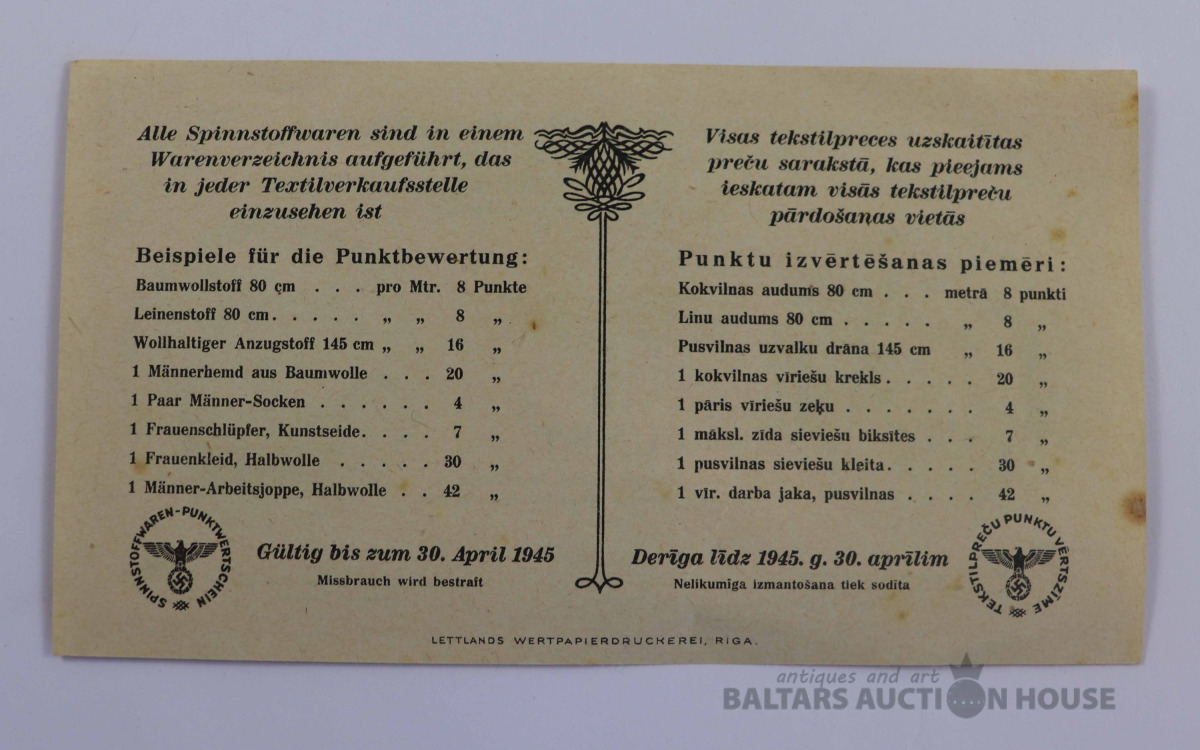 Alle Spinnstoffwaren sind in einem
Warenverzeichnis aufgeführt, das
in jeder Textilverkaufsstelle
einzusehen ist
Beispiele für die Punktbewertung:
Baumwollstoff 80 cm . . . pro Mtr. 8 Punkte
Leinenstoff 80 cm. . . . . „ „ 8 „
Wollhaltiger Anzugstoff 145 cm „ „ 16 „
1 Männerhemd aus Baumwolle . . . 20 „
1 Paar Männer-Socken . . . . . . 4 „
1 Frauenschlüpfer, Kunstseide. . . . 7 „
1 Frauenkleid, Halbwolle . . . . . 30 „
1 Männer-Arbeitsjoppe, Halbwolle . . 42 „
SPINNSTOFFWAREN-PUNKTWERTSCHEIN
Gültig bis zum 30. April 1945
Missbrauch wird bestraft
Visas tekstilpreces uzskaitītas
preču sarakstā, kas pieejams
ieskatam visās tekstilpreču
pārdošaņas vietās
Punktu izvērtēšanas piemēri:
Kokvilnas audums 80 cm . . . metrā 8 punkti
Linu audums 80 cm . . . . . „ 8 „
Pusvilnas uzvalku drāna 145 cm „ 16 „
1 kokvilnas vīriešu krekls. . . . . 20 „
1 pāris vīriešu zeķu . . . . . . . 4 „
1 māksl. zīda sieviešu biksītes . . . 7 „
1 pusvilnas sieviešu kleita. . . . . 30 „
1 vīr. darba jaka, pusvilnas . . . . 42 „
Derīga līdz 1945. g. 30. aprīlim
Nelikumīga izmantošana tiek sodīta
TEKSTILPREČU PUNKTU VĒRTSZĪME
LETTLANDS WERTPAPIERDRUCKEREI, RIGA.
antiques and art
BALTARS AUCTION HOUSE